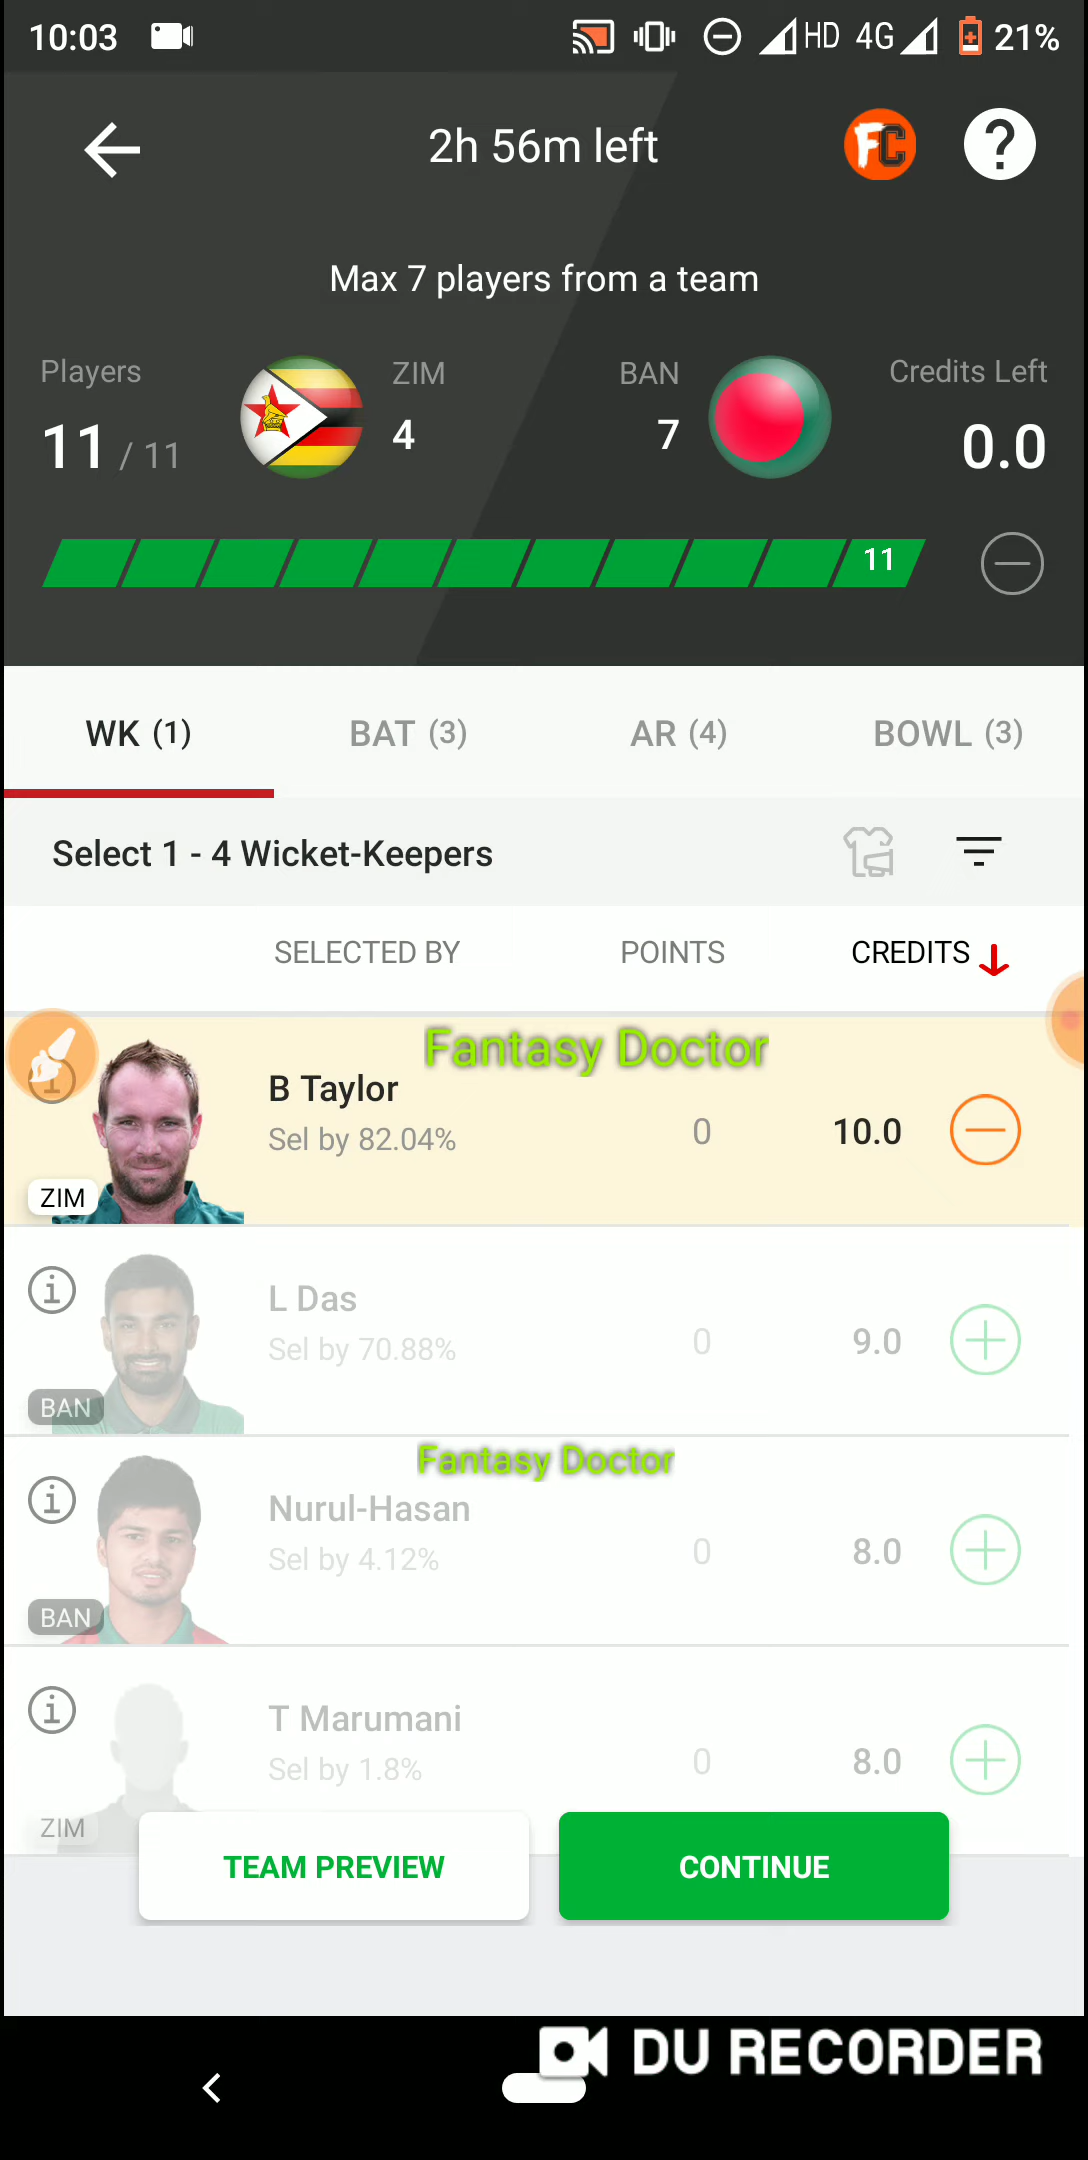 10:03 HD 4G 21%
2h 56m left FC ?
Max 7 players from a team
Players ZIM BAN Credits Left
11 / 11 4 7 0.0
11
WK (1) BAT (3) AR (4) BOWL (3)
Select 1 - 4 Wicket-Keepers
SELECTED BY POINTS CREDITS
Fantasy Doctor
B Taylor
Sel by 82.04% 0 10.0
ZIM
L Das
Sel by 70.88% 0 9.0
BAN
Fantasy Doctor
Nurul-Hasan
Sel by 4.12% 0 8.0
BAN
T Marumani
Sel by 1.8% 0 8.0
ZIM
TEAM PREVIEW CONTINUE
DU RECORDER